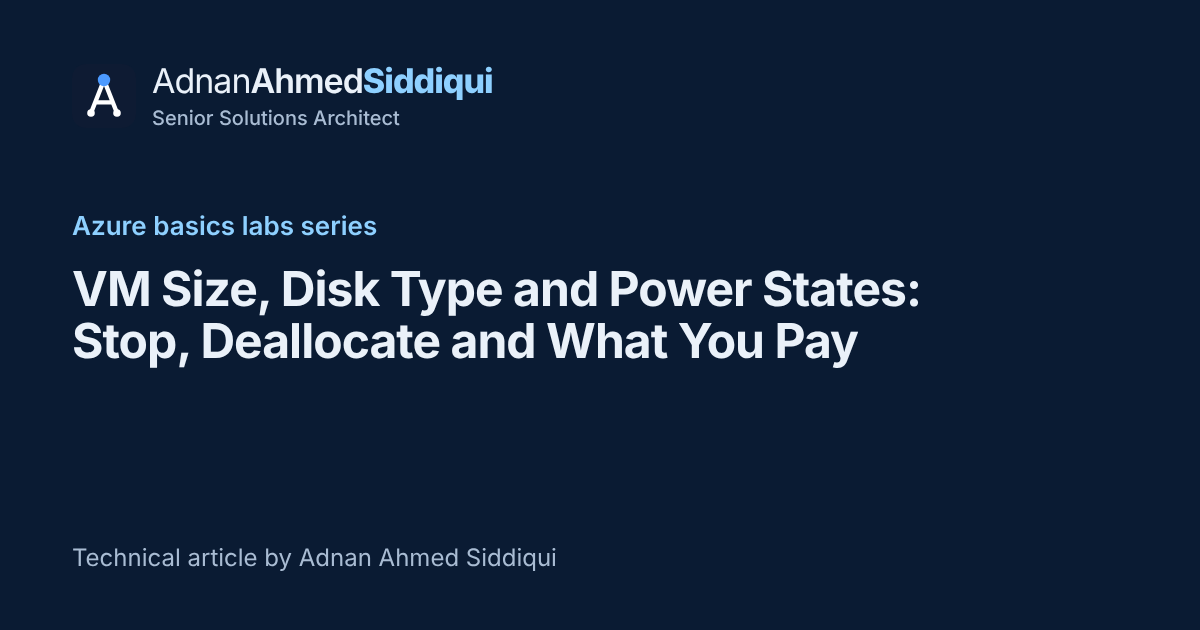 AdnanAhmedSiddiqui
Senior Solutions Architect
Azure basics labs series
VM Size, Disk Type and Power States:
Stop, Deallocate and What You Pay
Technical article by Adnan Ahmed Siddiqui